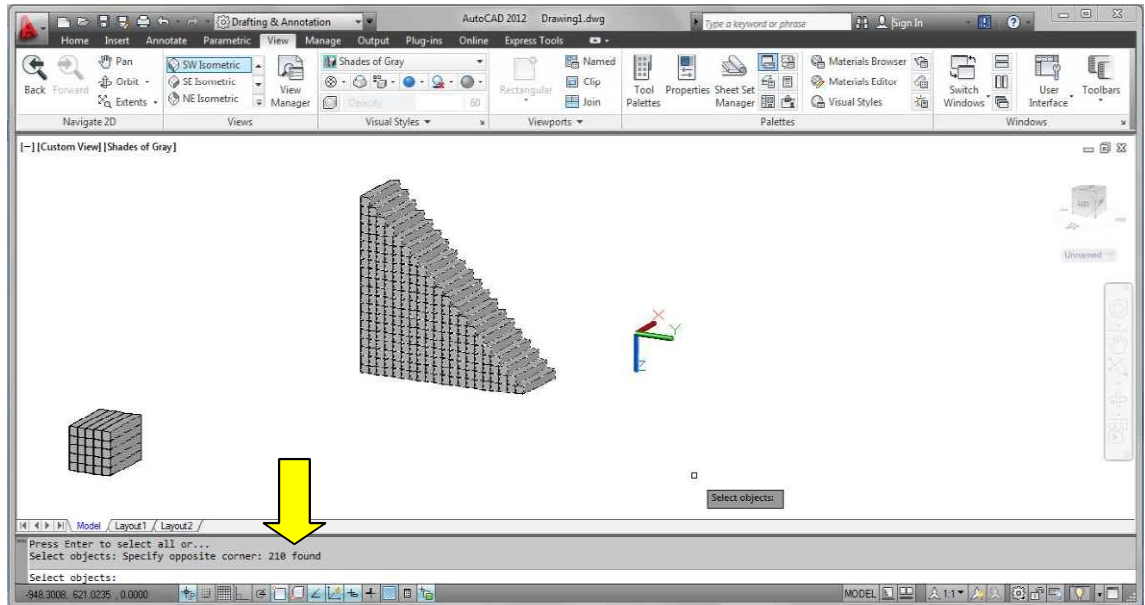 Drafting & Annotation
AutoCAD 2012 Drawing1.dwg
Type a keyword or phrase
Sign In
Home Insert Annotate Parametric View Manage Output Plug-ins Online Express Tools
Back
Forward
Pan
Orbit
Extents
Navigate 2D
SW Isometric
SE Isometric
NE Isometric
View Manager
Views
Shades of Gray
Opacity 60
Visual Styles
Rectangular
Named
Clip
Join
Viewports
Tool Palettes
Properties
Sheet Set Manager
Materials Browser
Materials Editor
Visual Styles
Palettes
Switch Windows
User Interface
Toolbars
Windows
[−][Custom View][Shades of Gray]
Unnamed
X
Y
Z
Select objects:
Model Layout1 Layout2
Press Enter to select all or...
Select objects: Specify opposite corner: 210 found
Select objects:
-948.3008, 621.0235 , 0.0000
MODEL
1:1